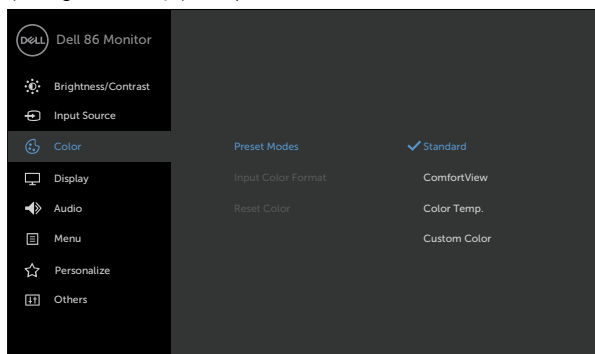 DELL Dell 86 Monitor
Brightness/Contrast
Input Source
Color Preset Modes Standard
Display Input Color Format ComfortView
Audio Reset Color Color Temp.
Menu Custom Color
Personalize
Others